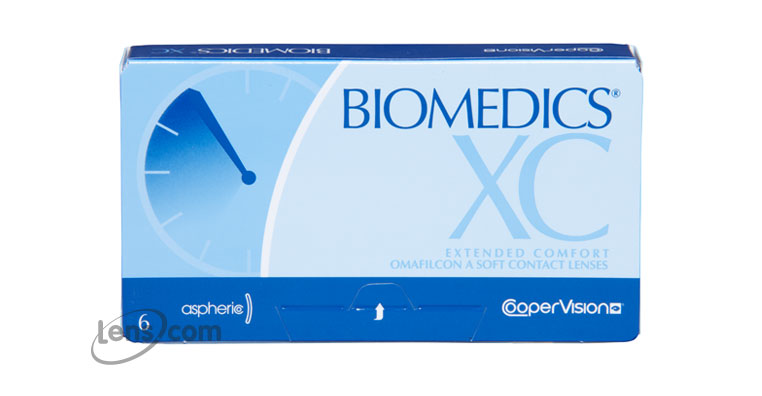 BIOMEDICS® XC
CooperVision
BIOMEDICS®
XC
EXTENDED COMFORT
OMAFILCON A SOFT CONTACT LENSES
6
aspheric
CooperVision
Lens.com